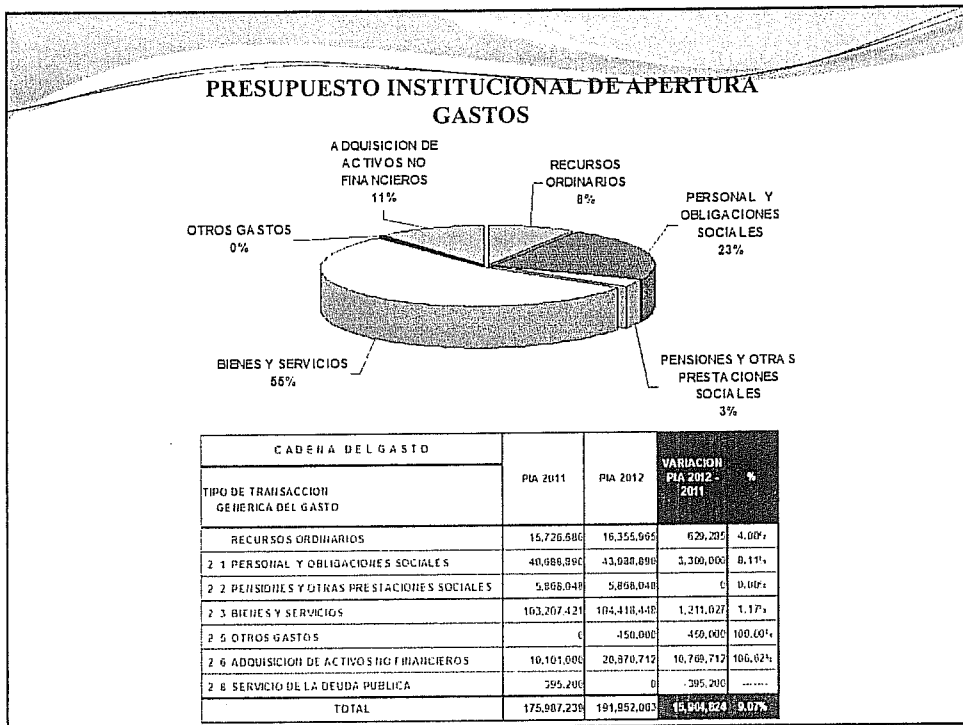 PRESUPUESTO INSTITUCIONAL DE APERTURA
GASTOS
ADQUISICION DE
ACTIVOS NO
FINANCIEROS
11%
RECURSOS
ORDINARIOS
8%
PERSONAL Y
OBLIGACIONES
SOCIALES
23%
OTROS GASTOS
0%
BIENES Y SERVICIOS
55%
PENSIONES Y OTRAS
PRESTACIONES
SOCIALES
3%
CADENA DEL GASTO
TIPO DE TRANSACCION
GENERICA DEL GASTO
PIA 2011
PIA 2012
VARIACION
PIA 2012 -
2011
%
RECURSOS ORDINARIOS 15,726,680 16,355,965 629,285 4.00%
2 1 PERSONAL Y OBLIGACIONES SOCIALES 40,688,890 43,988,890 3,300,000 8.11%
2 2 PENSIONES Y OTRAS PRESTACIONES SOCIALES 5,868,048 5,868,048 0 0.00%
2 3 BIENES Y SERVICIOS 103,207,421 104,418,448 1,211,027 1.17%
2 5 OTROS GASTOS 0 450,000 450,000 100.00%
2 6 ADQUISICION DE ACTIVOS NO FINANCIEROS 10,101,000 20,870,712 10,769,712 106.62%
2 8 SERVICIO DE LA DEUDA PUBLICA 395,200 0 -395,200 -------
TOTAL 175,987,239 191,952,063 15,964,824 9.07%